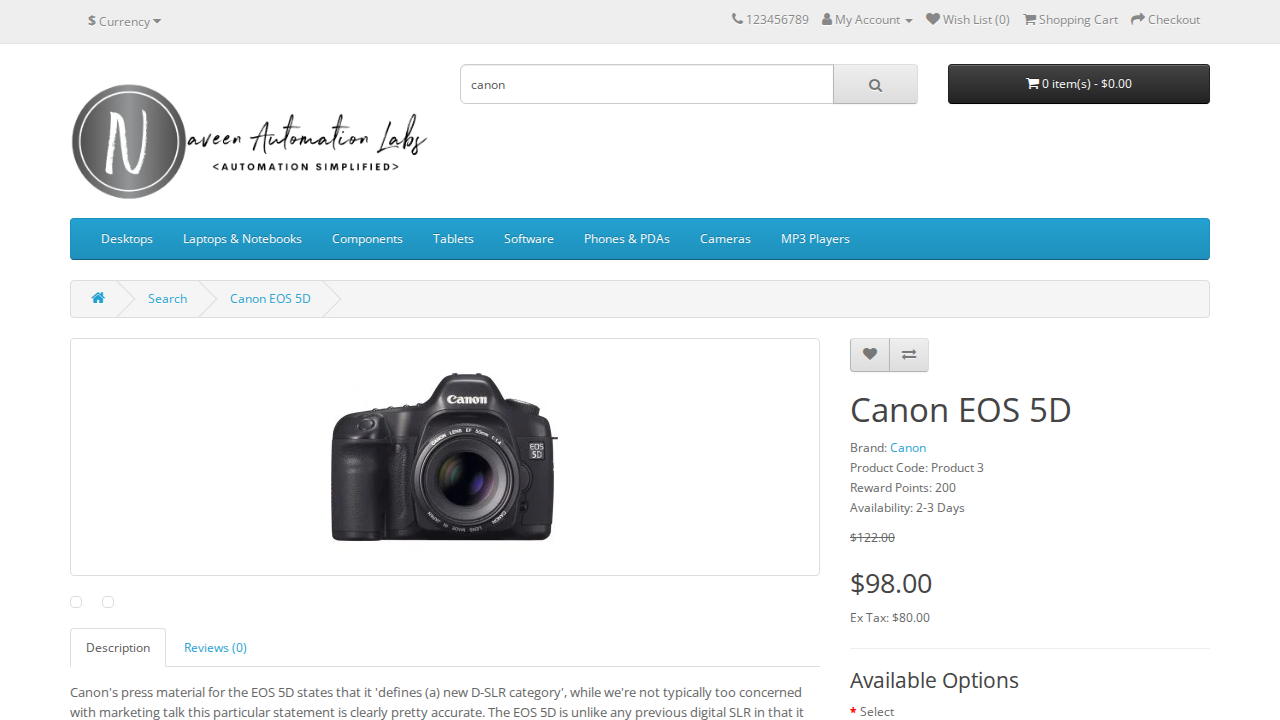 $ Currency
123456789 My Account Wish List (0) Shopping Cart Checkout
canon
0 item(s) - $0.00
N aveen Automation Labs
<AUTOMATION SIMPLIFIED>
Desktops Laptops & Notebooks Components Tablets Software Phones & PDAs Cameras MP3 Players
Search Canon EOS 5D
Canon
EOS
5D
Canon EOS 5D
Brand: Canon
Product Code: Product 3
Reward Points: 200
Availability: 2-3 Days
$122.00
$98.00
Ex Tax: $80.00
Description Reviews (0)
Canon's press material for the EOS 5D states that it 'defines (a) new D-SLR category', while we're not typically too concerned
with marketing talk this particular statement is clearly pretty accurate. The EOS 5D is unlike any previous digital SLR in that it
Available Options
* Select